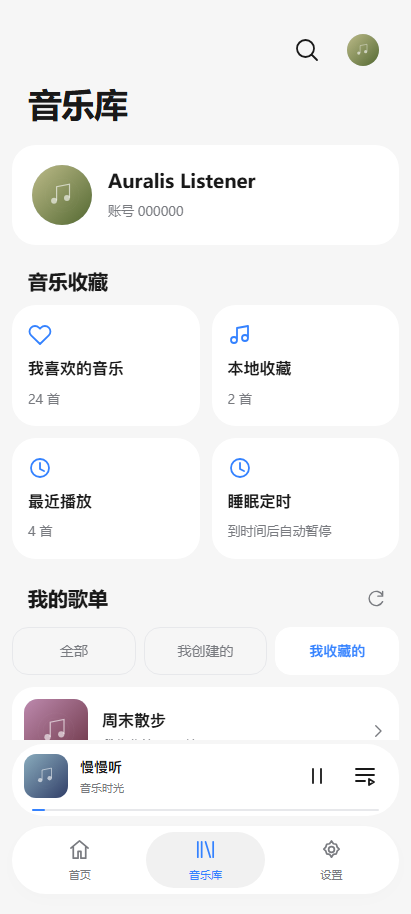 音乐库
Auralis Listener
账号 000000
音乐收藏
我喜欢的音乐
24 首
本地收藏
2 首
最近播放
4 首
睡眠定时
到时间后自动暂停
我的歌单
全部
我创建的
我收藏的
周末散步
慢慢听
音乐时光
首页
音乐库
设置